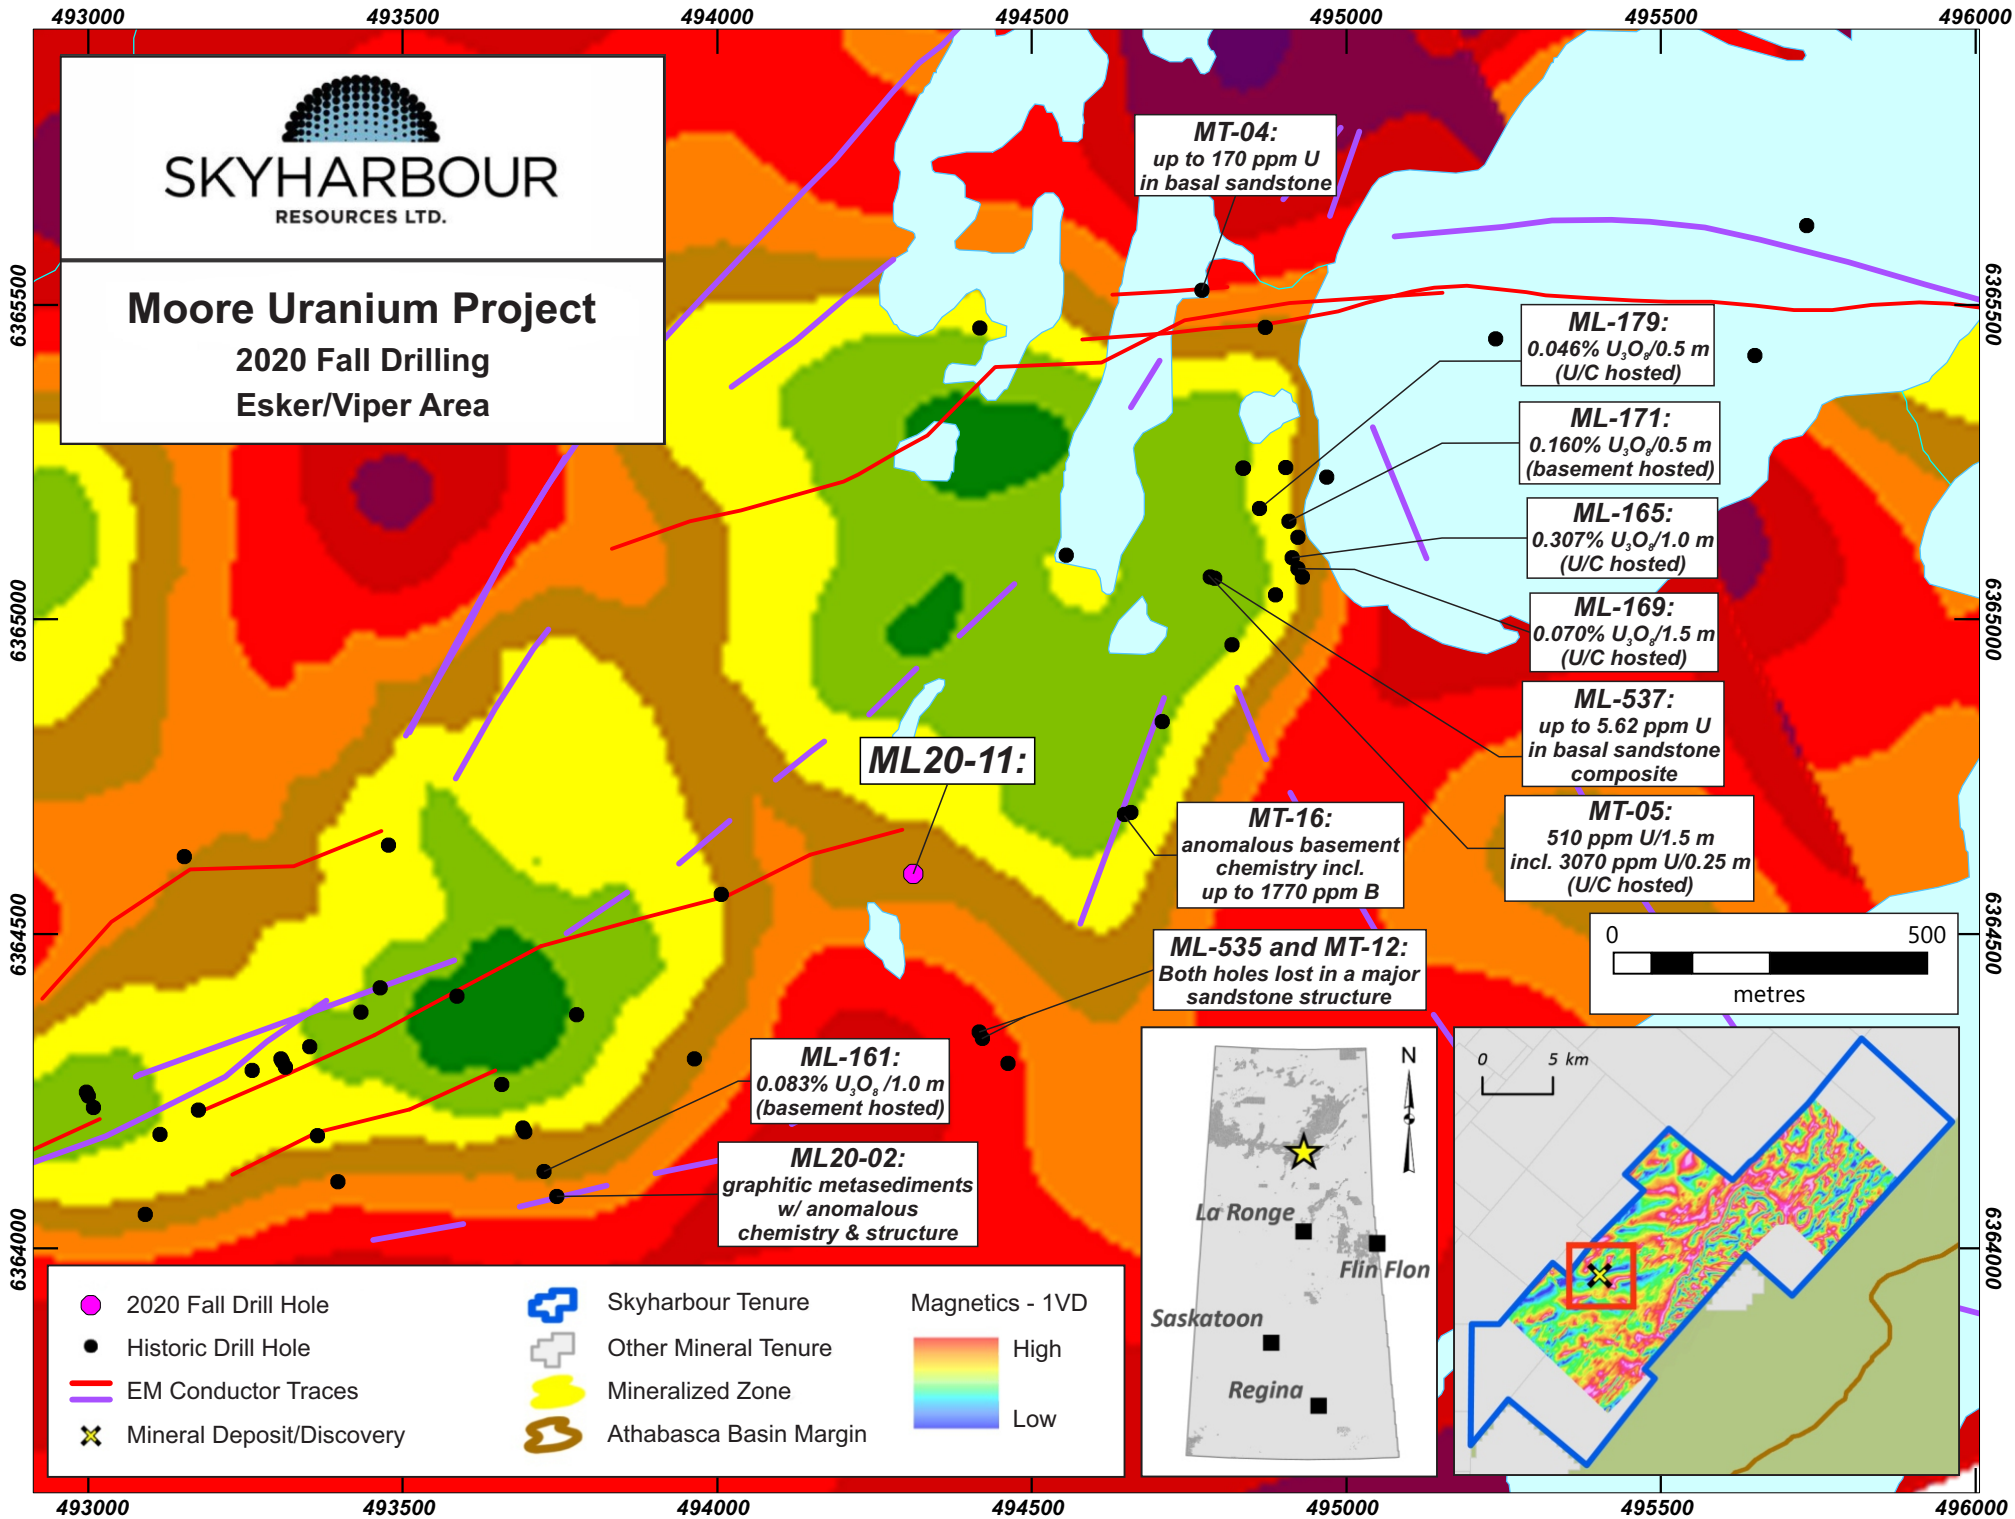 493000
493500
494000
494500
495000
495500
496000
SKYHARBOUR
RESOURCES LTD.
Moore Uranium Project
2020 Fall Drilling
Esker/Viper Area
MT-04:
up to 170 ppm U
in basal sandstone
6365500
6365500
ML-179:
0.046% U₃O₈/0.5 m
(U/C hosted)
ML-171:
0.160% U₃O₈/0.5 m
(basement hosted)
ML-165:
0.307% U₃O₈/1.0 m
(U/C hosted)
6365000
6365000
ML-169:
0.070% U₃O₈/1.5 m
(U/C hosted)
ML-537:
up to 5.62 ppm U
in basal sandstone
composite
ML20-11:
MT-05:
510 ppm U/1.5 m
incl. 3070 ppm U/0.25 m
(U/C hosted)
MT-16:
anomalous basement
chemistry incl.
up to 1770 ppm B
6364500
6364500
0 500
metres
ML-535 and MT-12:
Both holes lost in a major
sandstone structure
ML-161:
0.083% U₃O₈ /1.0 m
(basement hosted)
ML20-02:
graphitic metasediments
w/ anomalous
chemistry & structure
6364000
6364000
N
La Ronge
Flin Flon
Saskatoon
Regina
0 5 km
2020 Fall Drill Hole
Historic Drill Hole
EM Conductor Traces
Mineral Deposit/Discovery
Skyharbour Tenure
Other Mineral Tenure
Mineralized Zone
Athabasca Basin Margin
Magnetics - 1VD
High
Low
493000
493500
494000
494500
495000
495500
496000